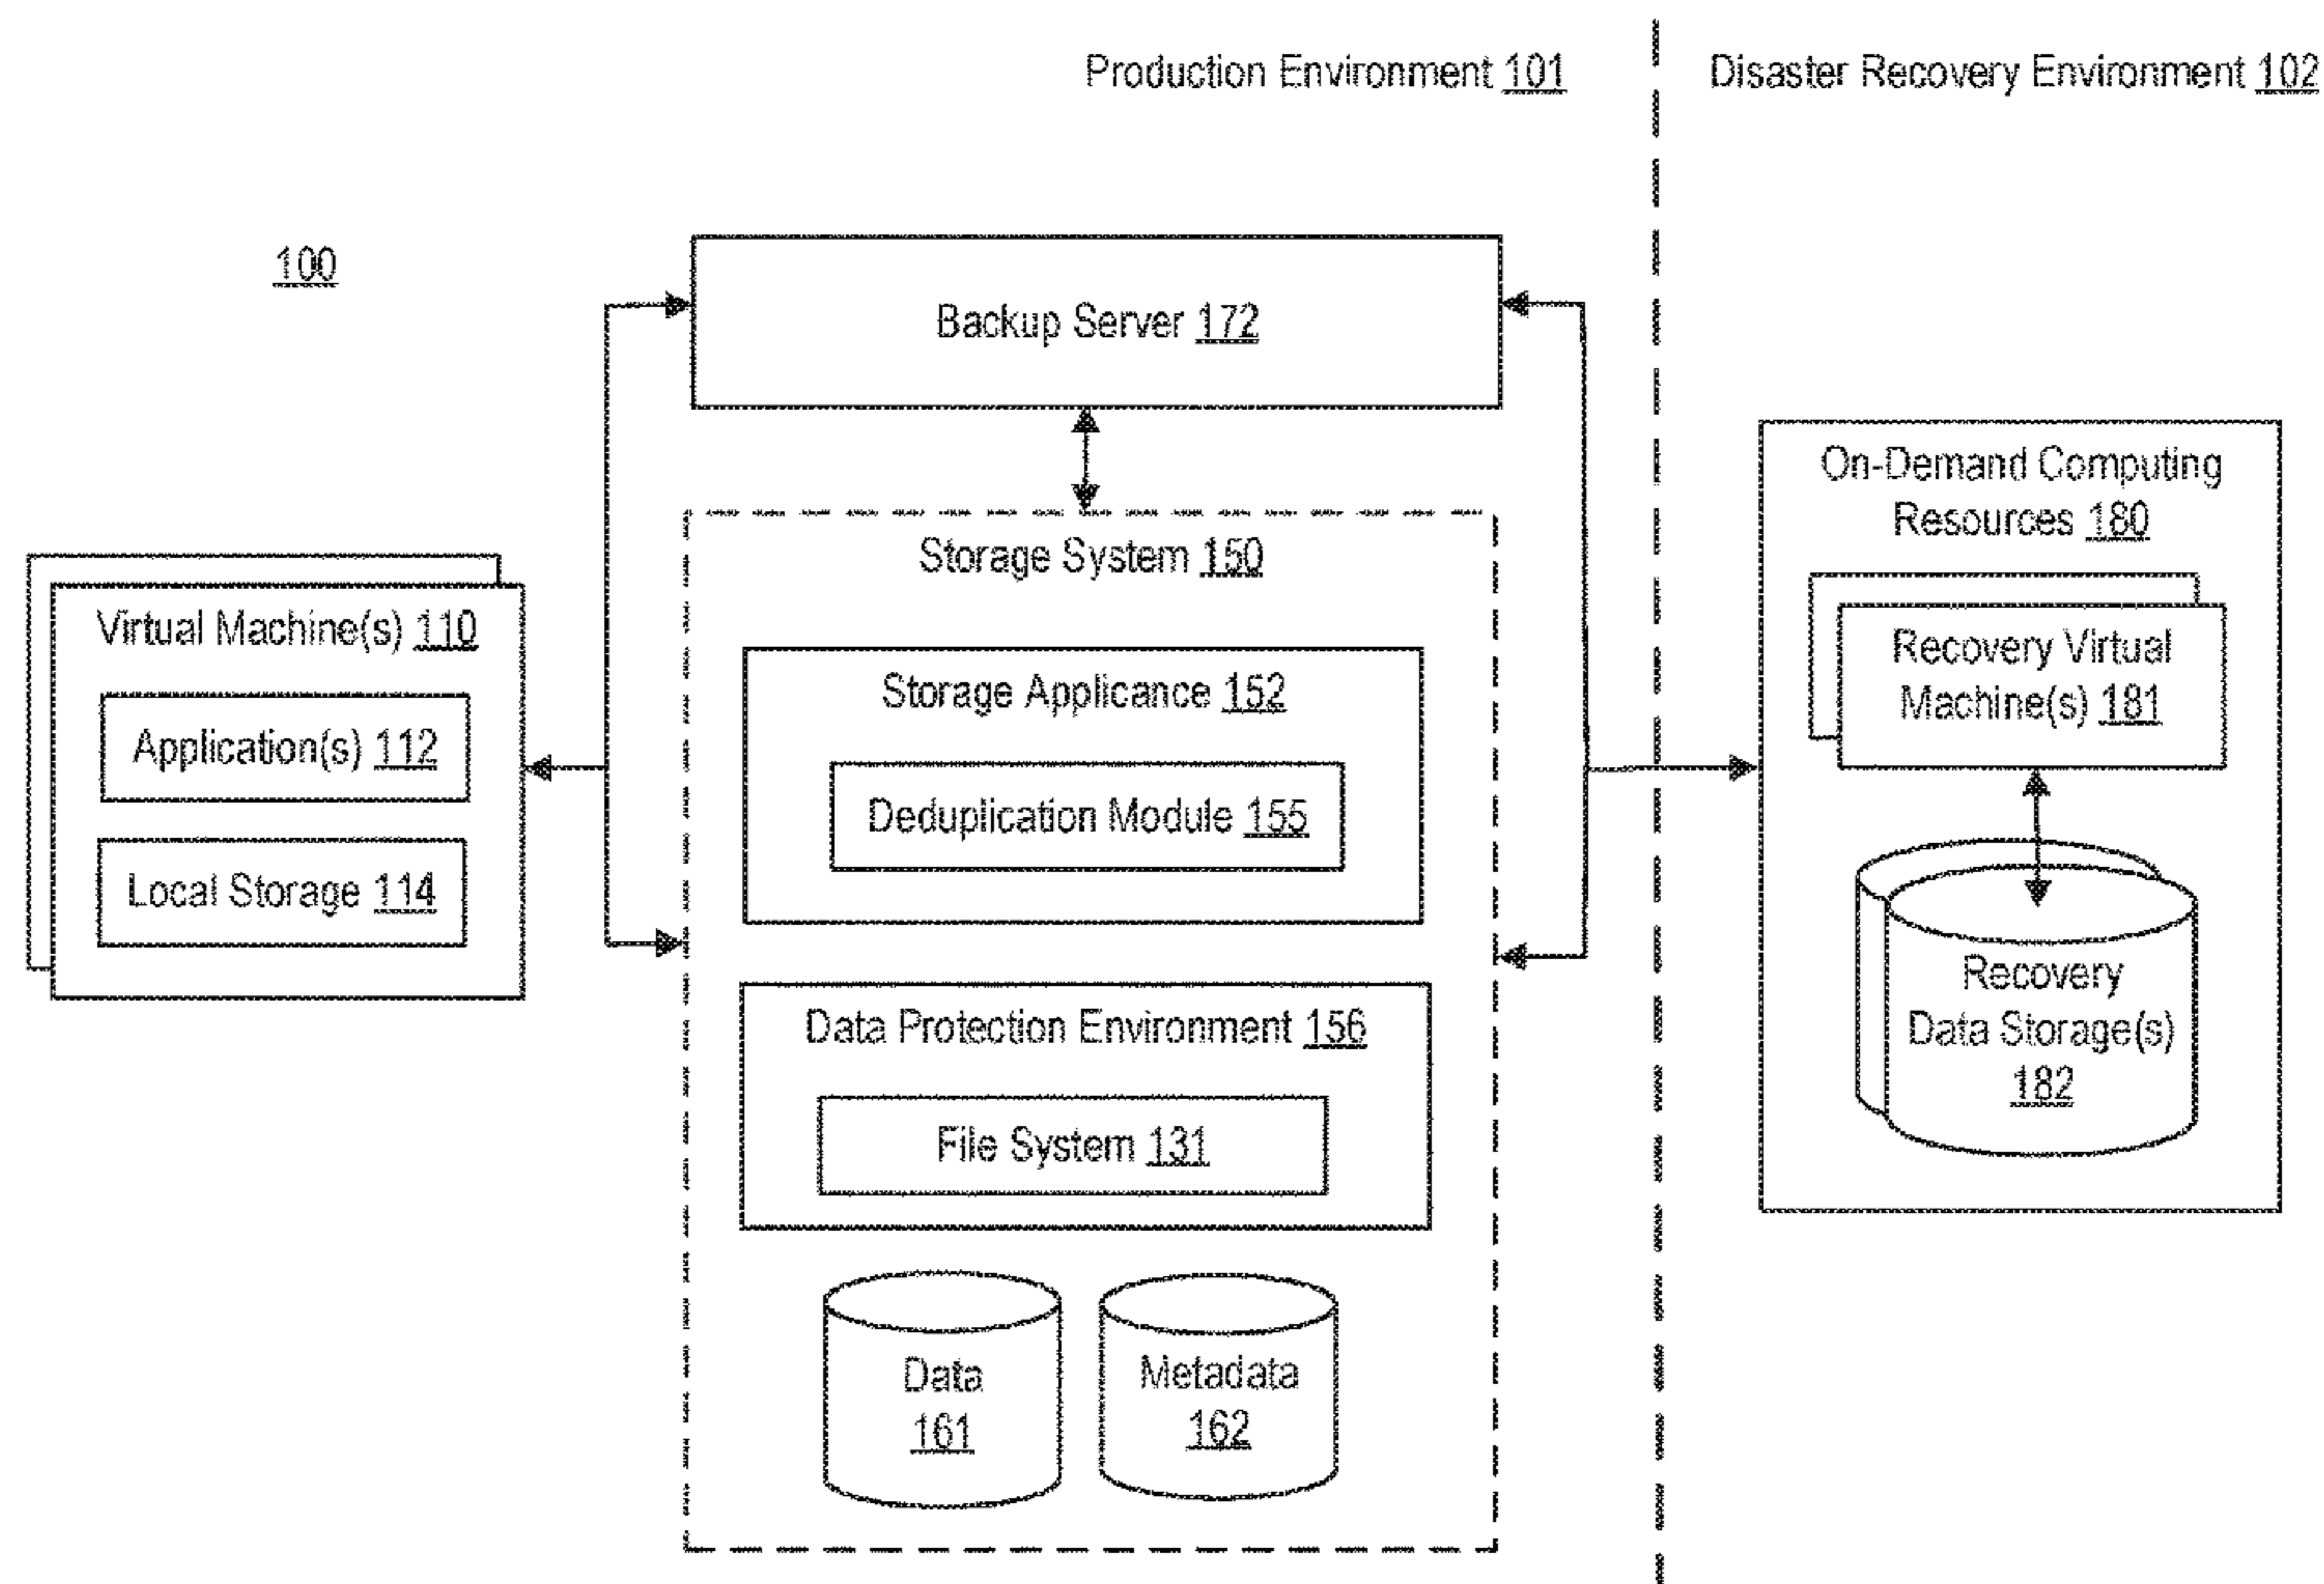 Production Environment 101
Disaster Recovery Environment 102
100
Backup Server 172
Virtual Machine(s) 110
Application(s) 112
Local Storage 114
Storage System 150
Storage Applicance 152
Deduplication Module 155
Data Protection Environment 156
File System 131
Data
161
Metadata
162
On-Demand Computing
Resources 180
Recovery Virtual
Machine(s) 181
Recovery
Data Storage(s)
182